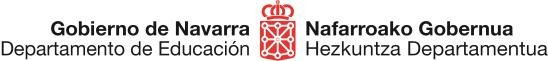 Gobierno de Navarra
Departamento de Educación
Nafarroako Gobernua
Hezkuntza Departamentua